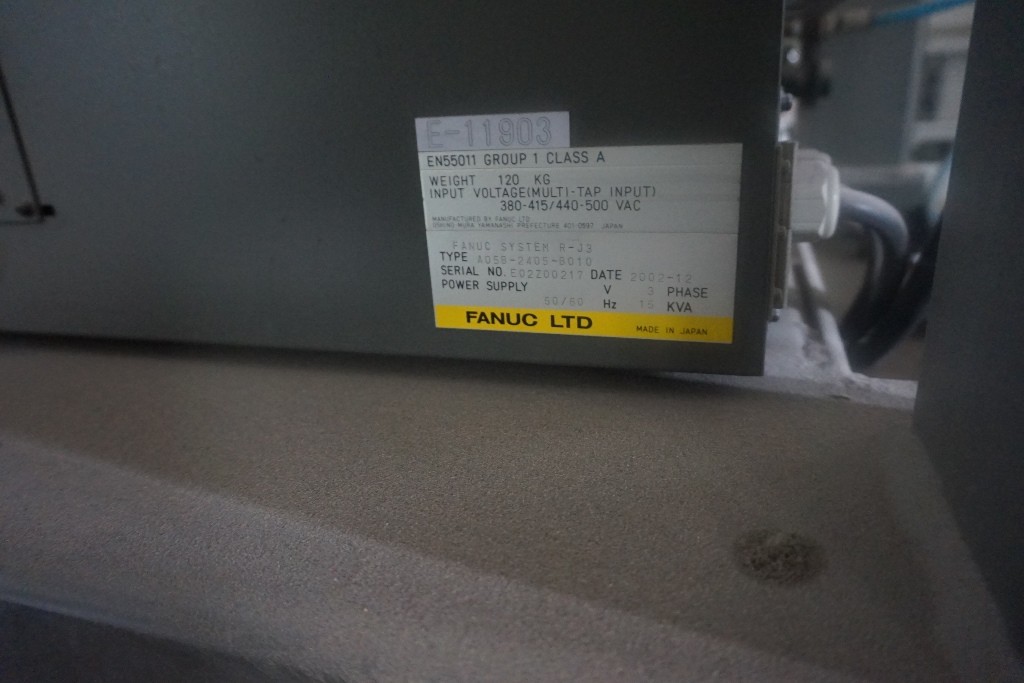 E-11903
EN55011 GROUP 1 CLASS A
WEIGHT 120 KG
INPUT VOLTAGE(MULTI-TAP INPUT)
380-415/440-500 VAC
MANUFACTURED BY FANUC LTD
OSHINO MURA YAMANASHI PREFECTURE 401-0597 JAPAN
FANUC SYSTEM R-J3
TYPE A05B-2405-B010
SERIAL NO. E02Z00217 DATE 2002-12
POWER SUPPLY V 3 PHASE
50/60 Hz 15 KVA
FANUC LTD MADE IN JAPAN